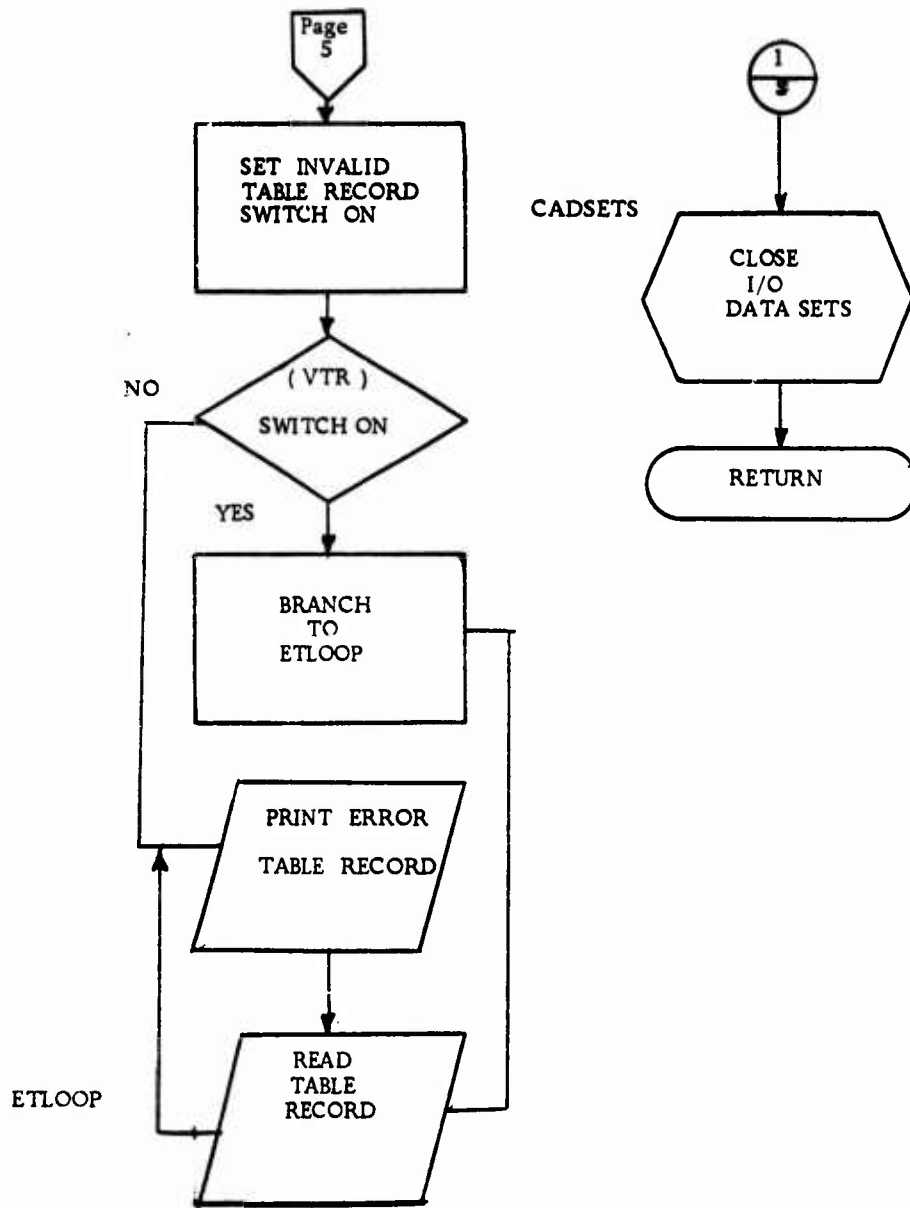 Page
5
SET INVALID
TABLE RECORD
SWITCH ON
NO
( VTR )
SWITCH ON
YES
BRANCH
TO
ETLOOP
PRINT ERROR
TABLE RECORD
ETLOOP
READ
TABLE
RECORD
1
CADSETS
CLOSE
I/O
DATA SETS
RETURN